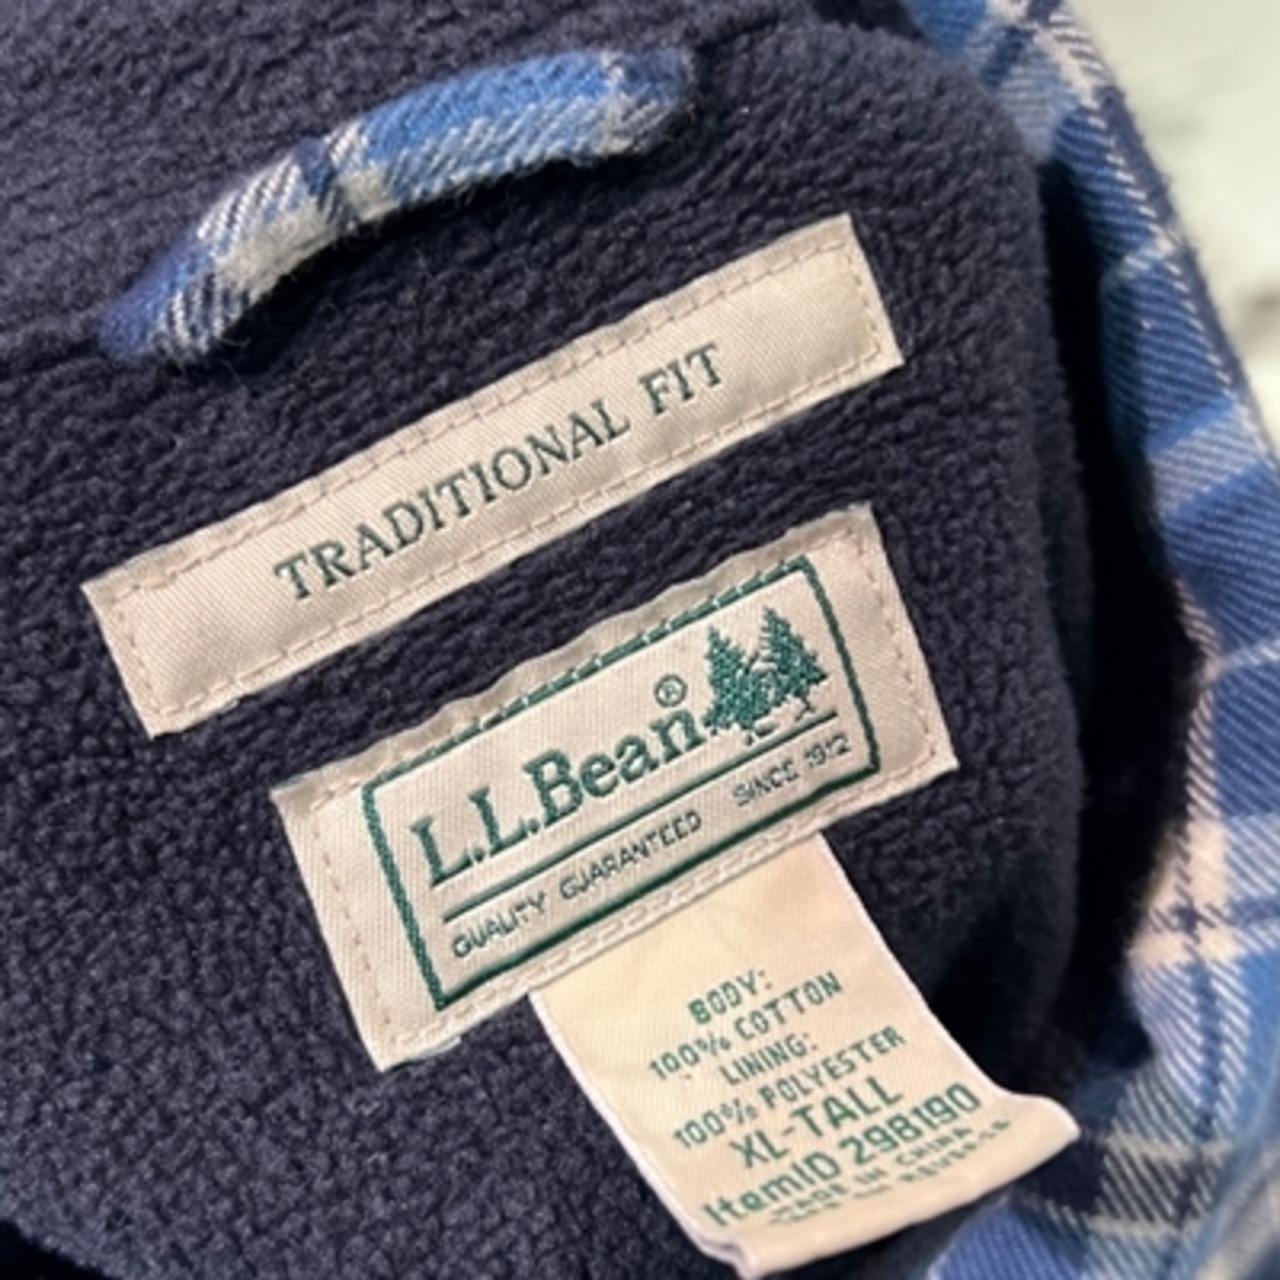 TRADITIONAL FIT
L.L.Bean®
QUALITY GUARANTEED SINCE 1912
BODY:
100% COTTON
LINING:
100% POLYESTER
XL-TALL
ItemID 298190
MADE IN CHINA
REVERSE